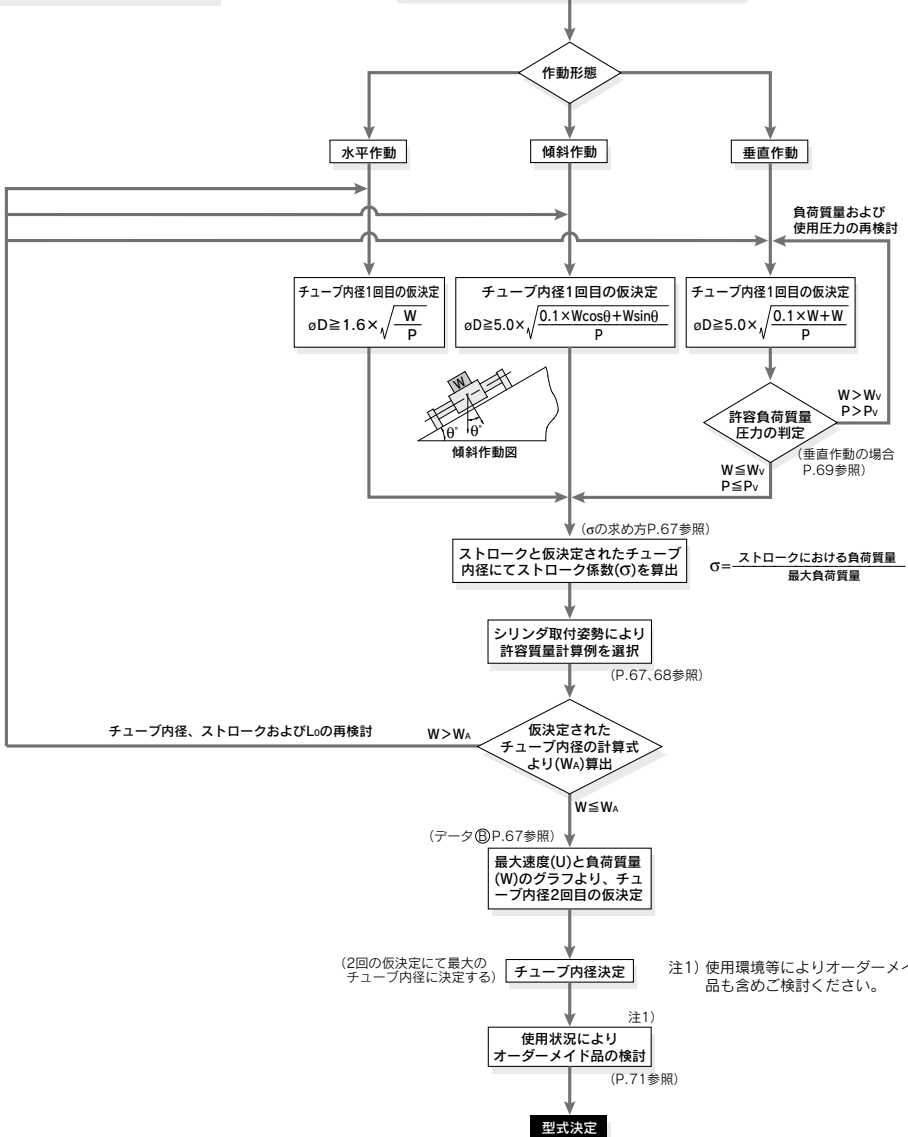 作動形態
水平作動
傾斜作動
垂直作動
負荷質量および
使用圧力の再検討
チューブ内径1回目の仮決定
øD≧1.6×√(W/P)
チューブ内径1回目の仮決定
øD≧5.0×√((0.1×Wcosθ+Wsinθ)/P)
チューブ内径1回目の仮決定
øD≧5.0×√((0.1×W+W)/P)
W
θ° θ°
傾斜作動図
許容負荷質量
圧力の判定
W>Wv
P>Pv
(垂直作動の場合
P.69参照)
W≦Wv
P≦Pv
(σの求め方P.67参照)
ストロークと仮決定されたチューブ
内径にてストローク係数(σ)を算出
σ=ストロークにおける負荷質量/最大負荷質量
シリンダ取付姿勢により
許容質量計算例を選択
(P.67、68参照)
チューブ内径、ストロークおよびL₀の再検討
W>WA
仮決定された
チューブ内径の計算式
より(WA)算出
W≦WA
(データⒷP.67参照)
最大速度(U)と負荷質量
(W)のグラフより、チュ
ーブ内径2回目の仮決定
(2回の仮決定にて最大の
チューブ内径に決定する)
チューブ内径決定
注1) 使用環境等によりオーダーメイ
品も含めご検討ください。
注1)
使用状況により
オーダーメイド品の検討
(P.71参照)
型式決定